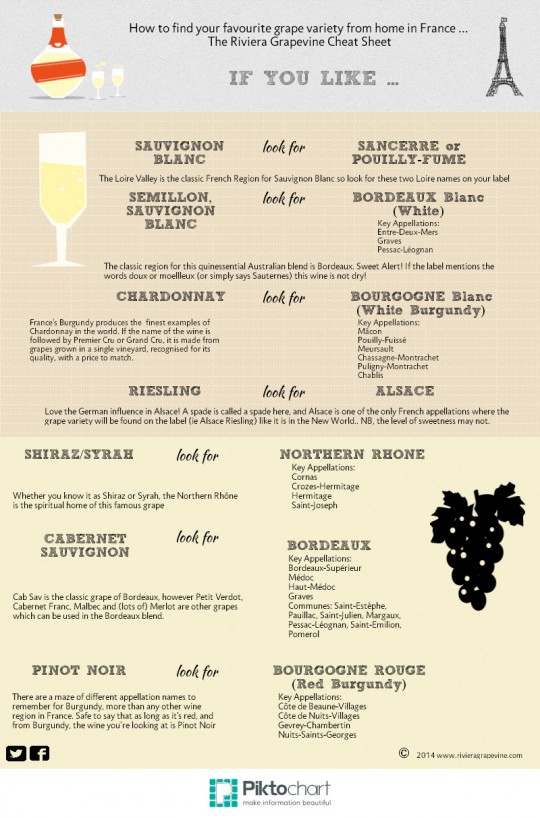 How to find your favourite grape variety from home in France ...
The Riviera Grapevine Cheat Sheet
IF YOU LIKE ...
SAUVIGNON
BLANC
look for
SANCERRE or
POUILLY-FUME
The Loire Valley is the classic French Region for Sauvignon Blanc so look for these two Loire names on your label
SEMILLON,
SAUVIGNON
BLANC
look for
BORDEAUX Blanc
(White)
Key Appellations:
Entre-Deux-Mers
Graves
Pessac-Léognan
The classic region for this quinessential Australian blend is Bordeaux. Sweet Alert! If the label mentions the
words doux or moellleux (or simply says Sauternes) this wine is not dry!
CHARDONNAY
look for
BOURGOGNE Blanc
(White Burgundy)
France's Burgundy produces the finest examples of
Chardonnay in the world. If the name of the wine is
followed by Premier Cru or Grand Cru, it is made from
grapes grown in a single vineyard, recognised for its
quality, with a price to match.
Key Appellations:
Mâcon
Pouilly-Fuissé
Meursault
Chassagne-Montrachet
Puligny-Montrachet
Chablis
RIESLING
look for
ALSACE
Love the German influence in Alsace! A spade is called a spade here, and Alsace is one of the only French appellations where the
grape variety will be found on the label (ie Alsace Riesling) like it is in the New World.. NB, the level of sweetness may not.
SHIRAZ/SYRAH
look for
NORTHERN RHONE
Key Appellations:
Cornas
Crozes-Hermitage
Hermitage
Saint-Joseph
Whether you know it as Shiraz or Syrah, the Northern Rhône
is the spiritual home of this famous grape
CABERNET
SAUVIGNON
look for
BORDEAUX
Key Appellations:
Bordeaux-Supérieur
Médoc
Haut-Médoc
Graves
Communes: Saint-Estèphe,
Pauillac, Saint-Julien, Margaux,
Pessac-Léognan, Saint-Emilion,
Pomerol
Cab Sav is the classic grape of Bordeaux, however Petit Verdot,
Cabernet Franc, Malbec and (lots of) Merlot are other grapes
which can be used in the Bordeaux blend.
PINOT NOIR
look for
BOURGOGNE ROUGE
(Red Burgundy)
There are a maze of different appellation names to
remember for Burgundy, more than any other wine
region in France. Safe to say that as long as it's red, and
from Burgundy, the wine you're looking at is Pinot Noir
Key Appellations:
Côte de Beaune-Villages
Côte de Nuits-Villages
Gevrey-Chambertin
Nuits-Saints-Georges
© 2014 www.rivieragrapevine.com
Piktochart
make information beautiful